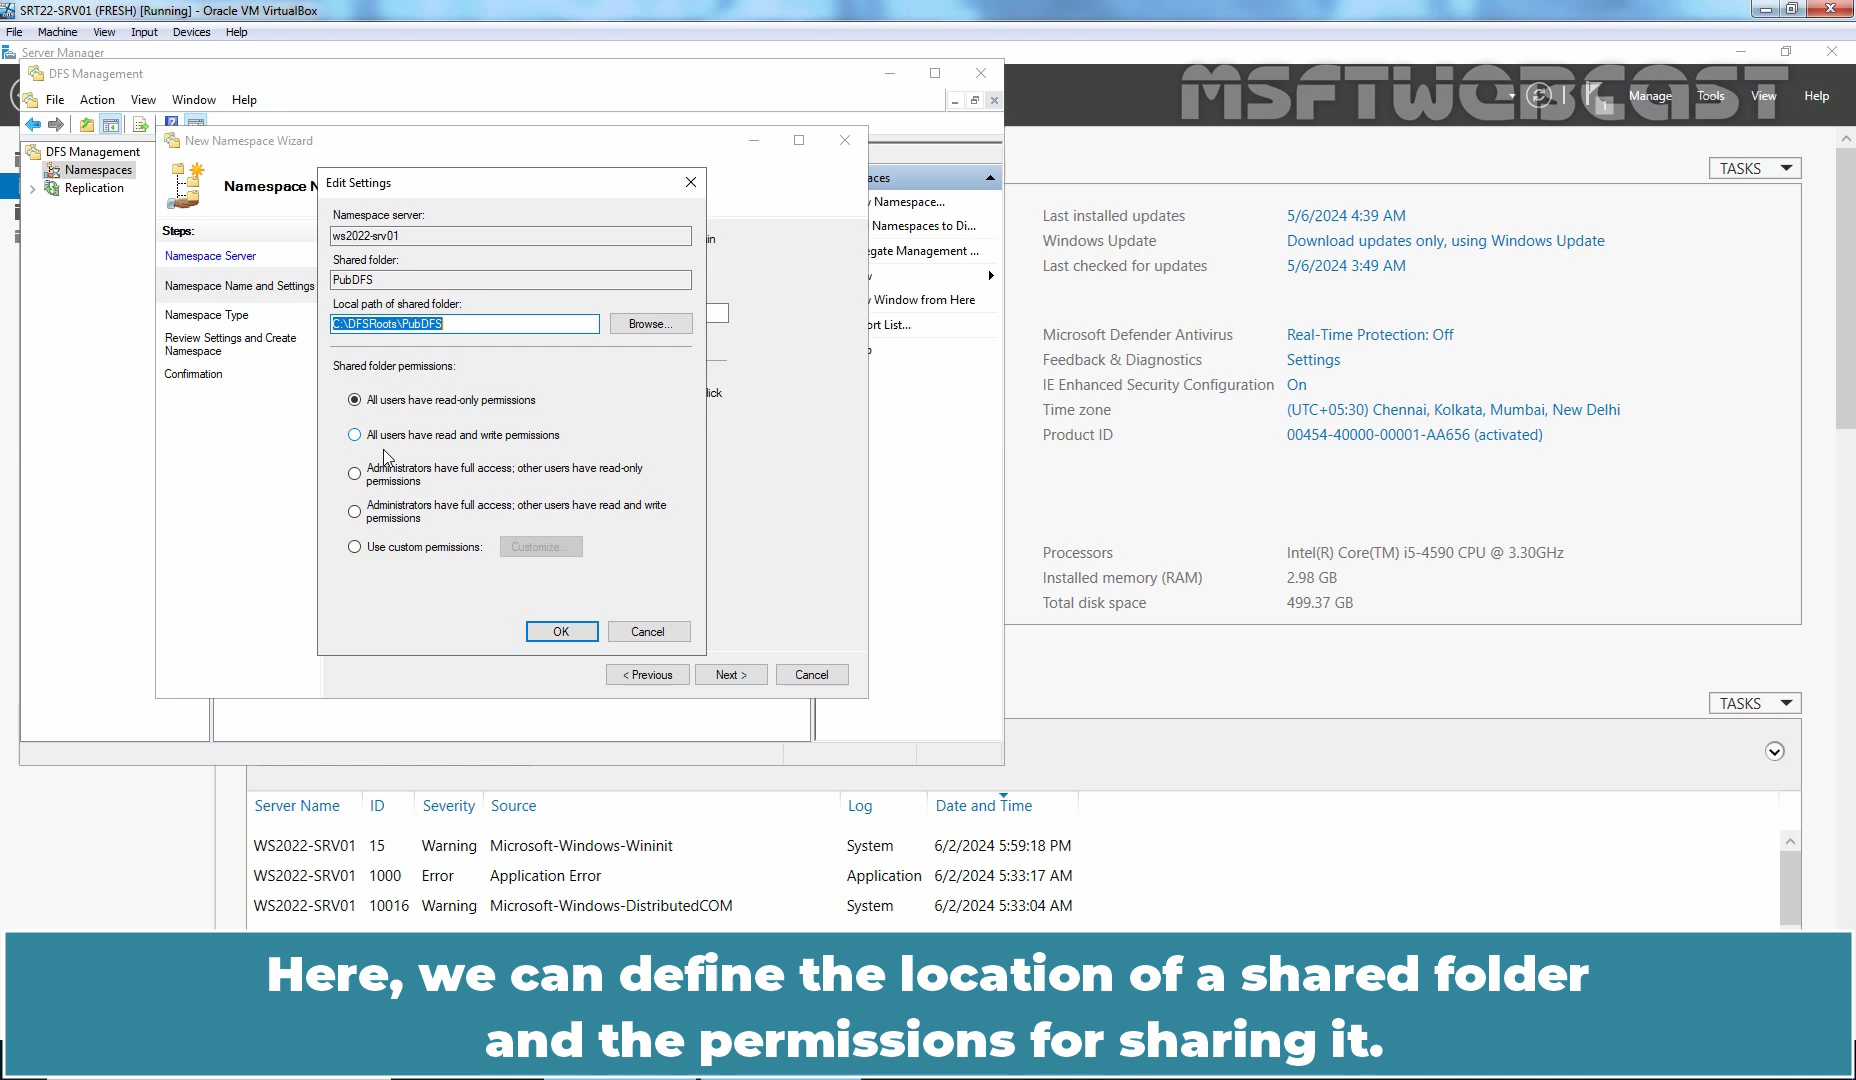 SRT22-SRV01 (FRESH) [Running] - Oracle VM VirtualBox
File Machine View Input Devices Help
Server Manager
MSFTWEBCAST
Manage Tools View Help
DFS Management
File Action View Window Help
DFS Management
Namespaces
Replication
New Namespace Wizard
Namespace N
Steps:
Namespace Server
Namespace Name and Settings
Namespace Type
Review Settings and Create
Namespace
Confirmation
Edit Settings
Namespace server:
ws2022-srv01
Shared folder:
PubDFS
Local path of shared folder:
C:\DFSRoots\PubDFS
Browse...
Shared folder permissions:
All users have read-only permissions
All users have read and write permissions
Administrators have full access; other users have read-only
permissions
Administrators have full access; other users have read and write
permissions
Use custom permissions:
Customize...
OK Cancel
< Previous Next > Cancel
in
lick
aces
Namespace...
Namespaces to Di...
egate Management ...
Window from Here
ort List...
TASKS
Last installed updates 5/6/2024 4:39 AM
Windows Update Download updates only, using Windows Update
Last checked for updates 5/6/2024 3:49 AM
Microsoft Defender Antivirus Real-Time Protection: Off
Feedback & Diagnostics Settings
IE Enhanced Security Configuration On
Time zone (UTC+05:30) Chennai, Kolkata, Mumbai, New Delhi
Product ID 00454-40000-00001-AA656 (activated)
Processors Intel(R) Core(TM) i5-4590 CPU @ 3.30GHz
Installed memory (RAM) 2.98 GB
Total disk space 499.37 GB
TASKS
Server Name ID Severity Source Log Date and Time
WS2022-SRV01 15 Warning Microsoft-Windows-Wininit System 6/2/2024 5:59:18 PM
WS2022-SRV01 1000 Error Application Error Application 6/2/2024 5:33:17 AM
WS2022-SRV01 10016 Warning Microsoft-Windows-DistributedCOM System 6/2/2024 5:33:04 AM
Here, we can define the location of a shared folder
and the permissions for sharing it.